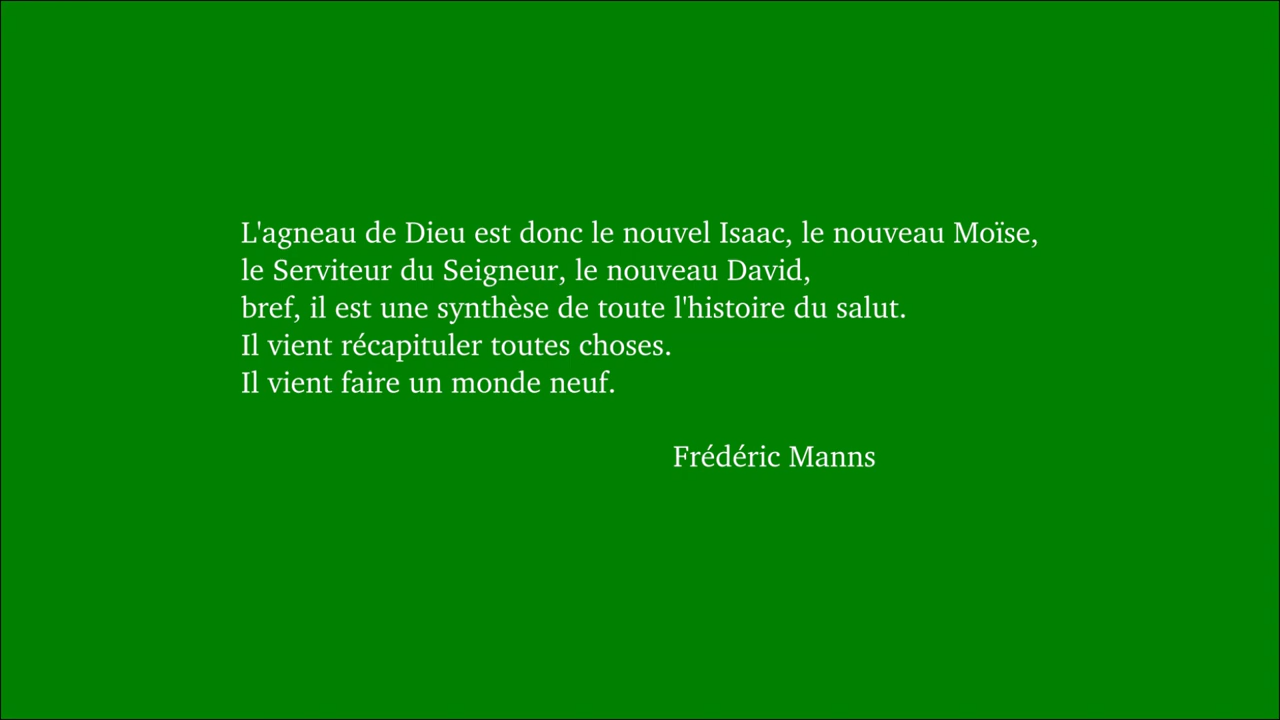 L'agneau de Dieu est donc le nouvel Isaac, le nouveau Moïse,
le Serviteur du Seigneur, le nouveau David,
bref, il est une synthèse de toute l'histoire du salut.
Il vient récapituler toutes choses.
Il vient faire un monde neuf.
Frédéric Manns